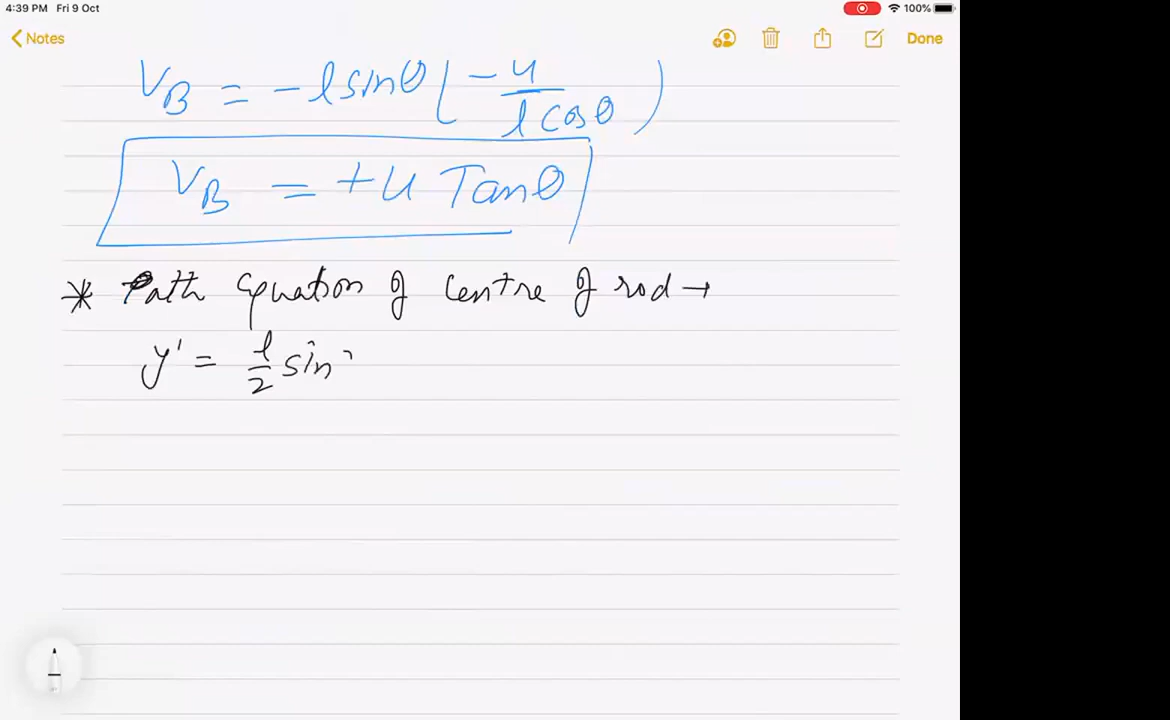 4:39 PM Fri 9 Oct
100%
Notes
Done
V_B = - l sinθ ( - u / l cosθ )
V_B = + u Tanθ
* Path Equation of Centre of rod →
y' = l/2 sin